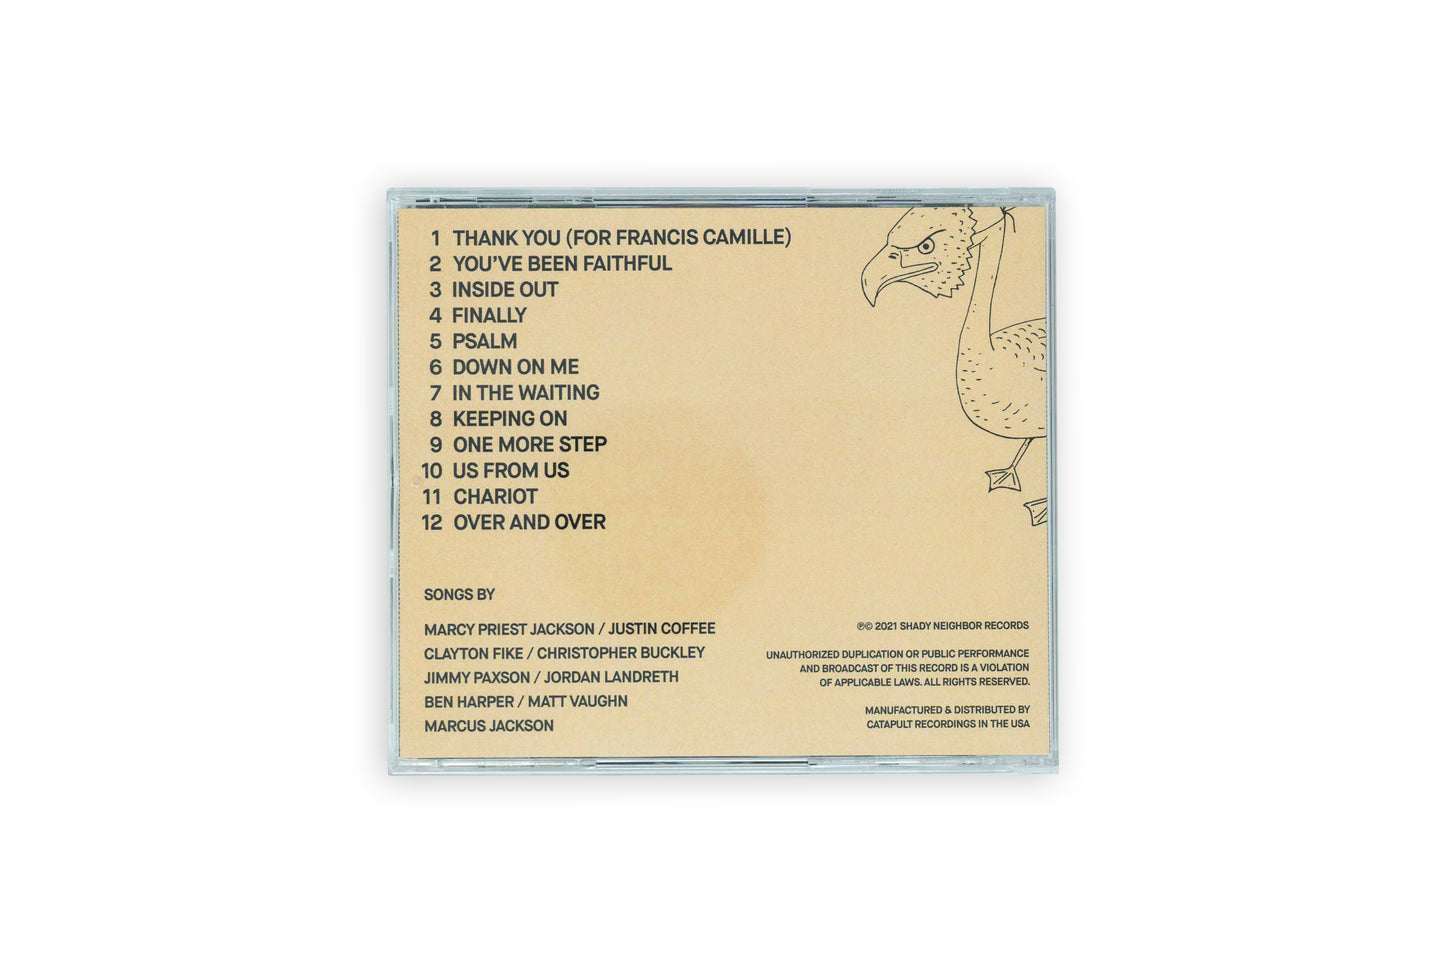 1 THANK YOU (FOR FRANCIS CAMILLE)
2 YOU'VE BEEN FAITHFUL
3 INSIDE OUT
4 FINALLY
5 PSALM
6 DOWN ON ME
7 IN THE WAITING
8 KEEPING ON
9 ONE MORE STEP
10 US FROM US
11 CHARIOT
12 OVER AND OVER
SONGS BY
MARCY PRIEST JACKSON / JUSTIN COFFEE
CLAYTON FIKE / CHRISTOPHER BUCKLEY
JIMMY PAXSON / JORDAN LANDRETH
BEN HARPER / MATT VAUGHN
MARCUS JACKSON
℗© 2021 SHADY NEIGHBOR RECORDS
UNAUTHORIZED DUPLICATION OR PUBLIC PERFORMANCE
AND BROADCAST OF THIS RECORD IS A VIOLATION
OF APPLICABLE LAWS. ALL RIGHTS RESERVED.
MANUFACTURED & DISTRIBUTED BY
CATAPULT RECORDINGS IN THE USA